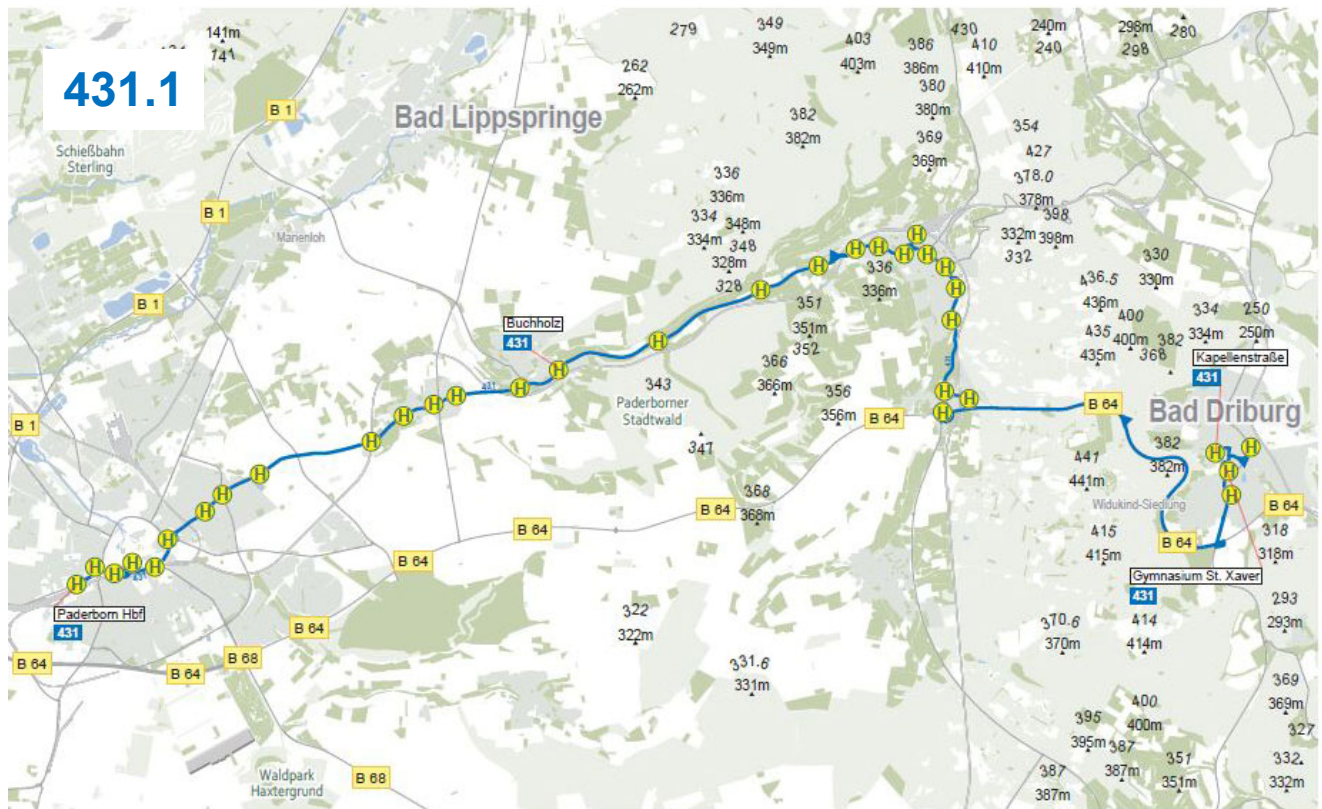 431.1
141m
141
279
349
349m
403
403m
386
386m
430
410
410m
240m
240
298m
298
280
262
262m
380
380m
B 1
Bad Lippspringe
382
382m
369
369m
354
427
Schießbahn
Sterling
336
336m
378.0
378m
B 1
334
334m
348m
348
398
398m
332m
332
Marienloh
328m
328
336
336m
330
330m
436.5
436m
B 1
351
351m
352
400
400m
334
334m
250
250m
Buchholz
431
435
435m
382
368
Kapellenstraße
431
366
366m
431
343
Paderborner
Stadtwald
356
356m
B 64
B 64
Bad Driburg
B 1
347
382
382m
441
441m
Widukind-Siedlung
368
368m
B 64
B 64
B 64
B 64
415
415m
318
318m
B 64
431
Gymnasium St. Xaver
431
Paderborn Hbf
431
322
322m
293
293m
B 64
370.6
370m
414
414m
B 64
B 68
B 64
331.6
331m
369
369m
400
400m
395
395m
327
387
387m
351
351m
332
332m
Waldpark
Haxtergrund
B 68
387
387m